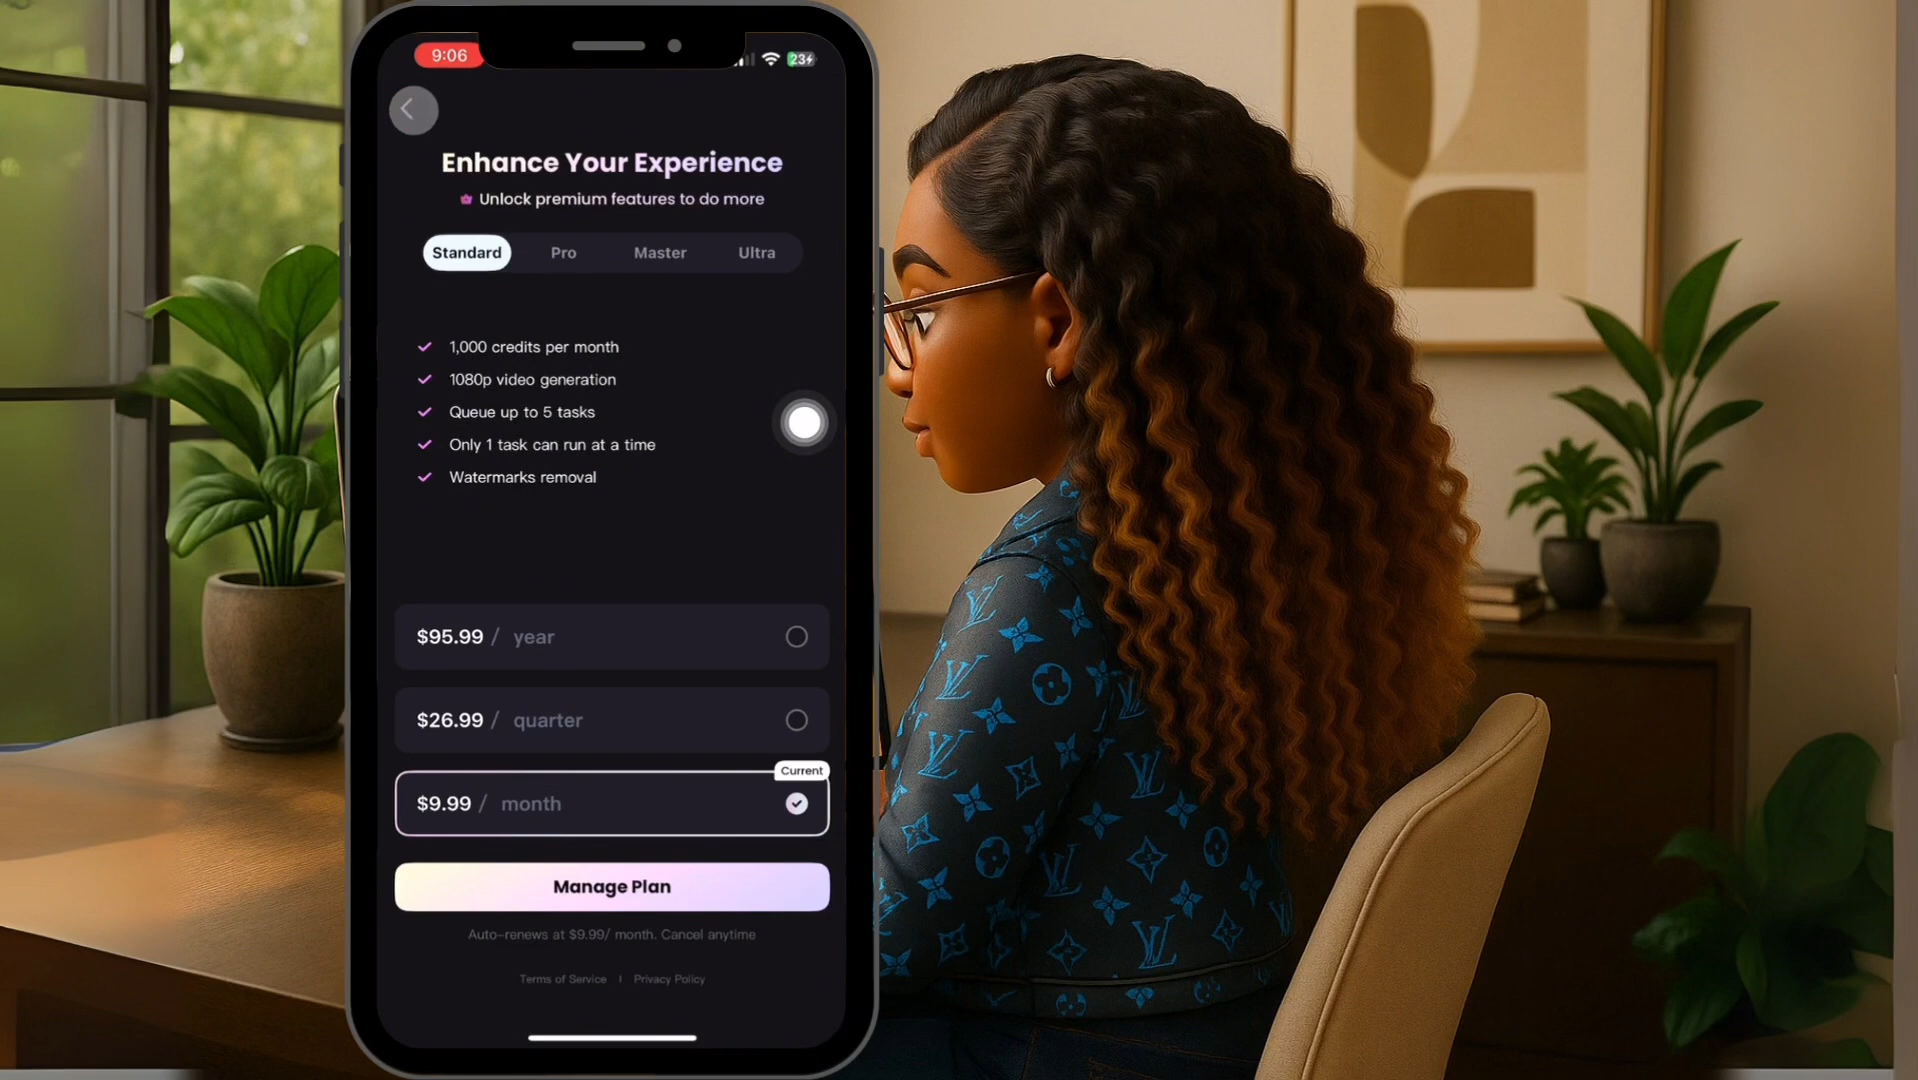 9:06
23
Enhance Your Experience
Unlock premium features to do more
Standard
Pro
Master
Ultra
1,000 credits per month
1080p video generation
Queue up to 5 tasks
Only 1 task can run at a time
Watermarks removal
$95.99 / year
$26.99 / quarter
Current
$9.99 / month
Manage Plan
Auto-renews at $9.99/ month. Cancel anytime
Terms of Service | Privacy Policy